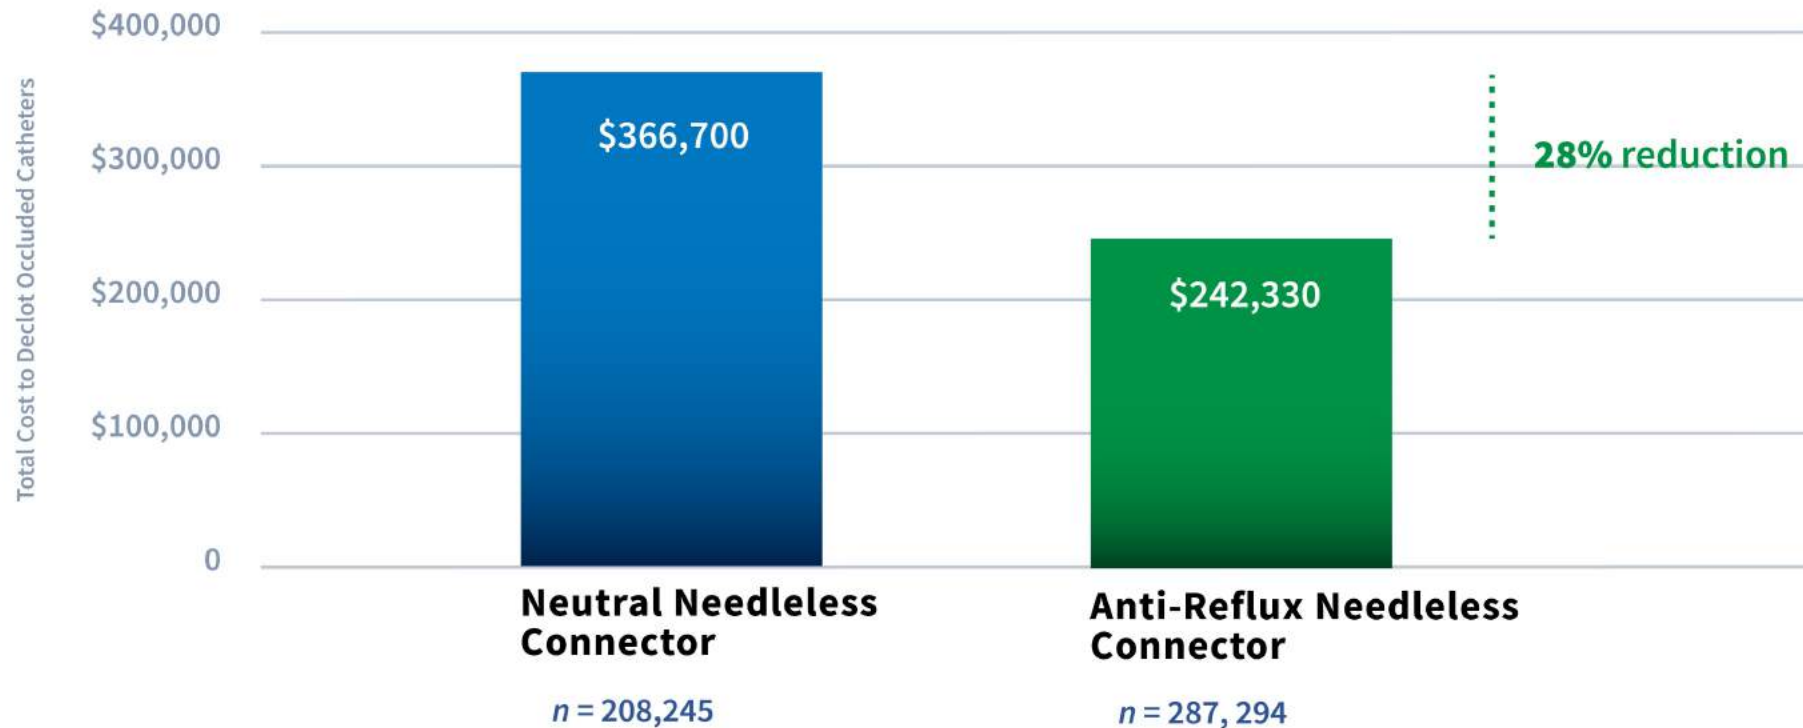 Total Cost to Declot Occluded Catheters
$400,000
$300,000
$200,000
$100,000
0
$366,700
$242,330
28% reduction
Neutral Needleless
Connector
n = 208,245
Anti-Reflux Needleless
Connector
n = 287, 294